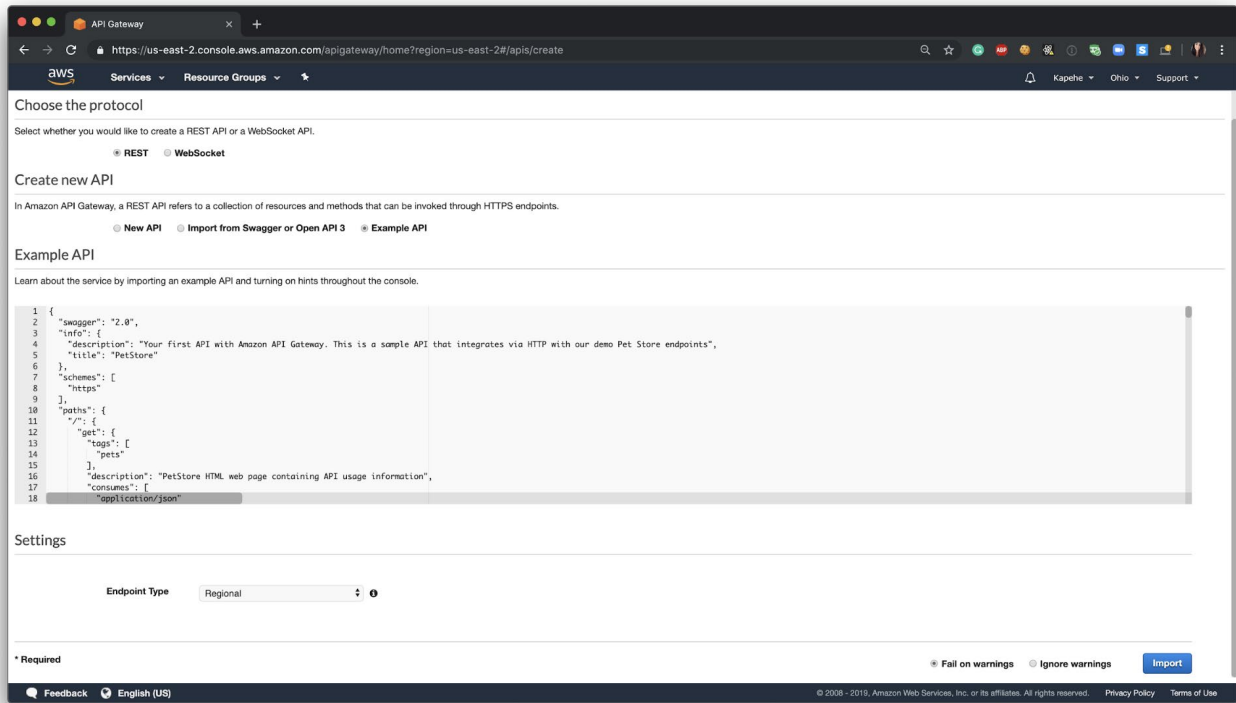 API Gateway
https://us-east-2.console.aws.amazon.com/apigateway/home?region=us-east-2#/apis/create
aws Services Resource Groups Kapehe Ohio Support
Choose the protocol
Select whether you would like to create a REST API or a WebSocket API.
REST WebSocket
Create new API
In Amazon API Gateway, a REST API refers to a collection of resources and methods that can be invoked through HTTPS endpoints.
New API Import from Swagger or Open API 3 Example API
Example API
Learn about the service by importing an example API and turning on hints throughout the console.
1 {
2 "swagger": "2.0",
3 "info": {
4 "description": "Your first API with Amazon API Gateway. This is a sample API that integrates via HTTP with our demo Pet Store endpoints",
5 "title": "PetStore"
6 },
7 "schemes": [
8 "https"
9 ],
10 "paths": {
11 "/": {
12 "get": {
13 "tags": [
14 "pets"
15 ],
16 "description": "PetStore HTML web page containing API usage information",
17 "consumes": [
18 "application/json"
Settings
Endpoint Type Regional
* Required Fail on warnings Ignore warnings Import
Feedback English (US) © 2008 - 2019, Amazon Web Services, Inc. or its affiliates. All rights reserved. Privacy Policy Terms of Use